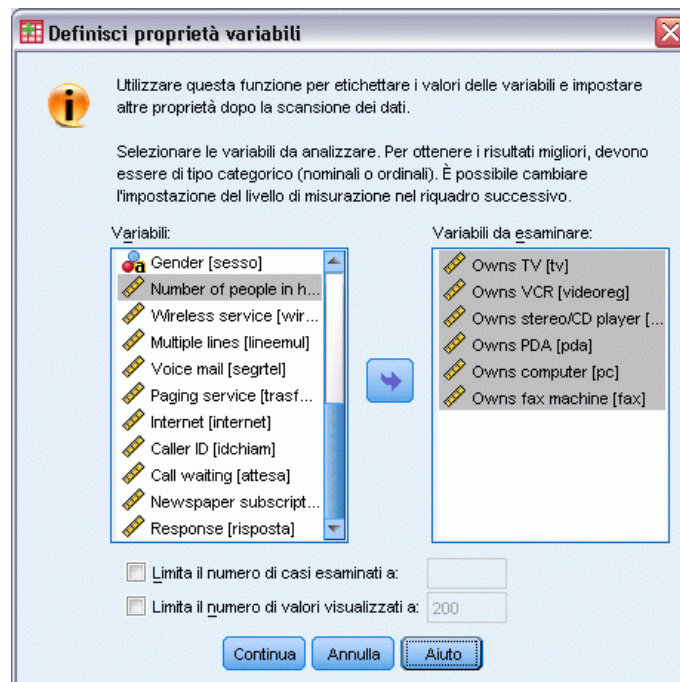 Definisci proprietà variabili
Utilizzare questa funzione per etichettare i valori delle variabili e impostare
altre proprietà dopo la scansione dei dati.
Selezionare le variabili da analizzare. Per ottenere i risultati migliori, devono
essere di tipo categorico (nominali o ordinali). È possibile cambiare
l'impostazione del livello di misurazione nel riquadro successivo.
Variabili:
Gender [sesso]
Number of people in h...
Wireless service [wir...
Multiple lines [lineemul]
Voice mail [segrtel]
Paging service [trasf...
Internet [internet]
Caller ID [idchiam]
Call waiting [attesa]
Newspaper subscript...
Response [risposta]
Variabili da esaminare:
Owns TV [tv]
Owns VCR [videoreg]
Owns stereo/CD player [...
Owns PDA [pda]
Owns computer [pc]
Owns fax machine [fax]
Limita il numero di casi esaminati a:
Limita il numero di valori visualizzati a: 200
Continua Annulla Aiuto